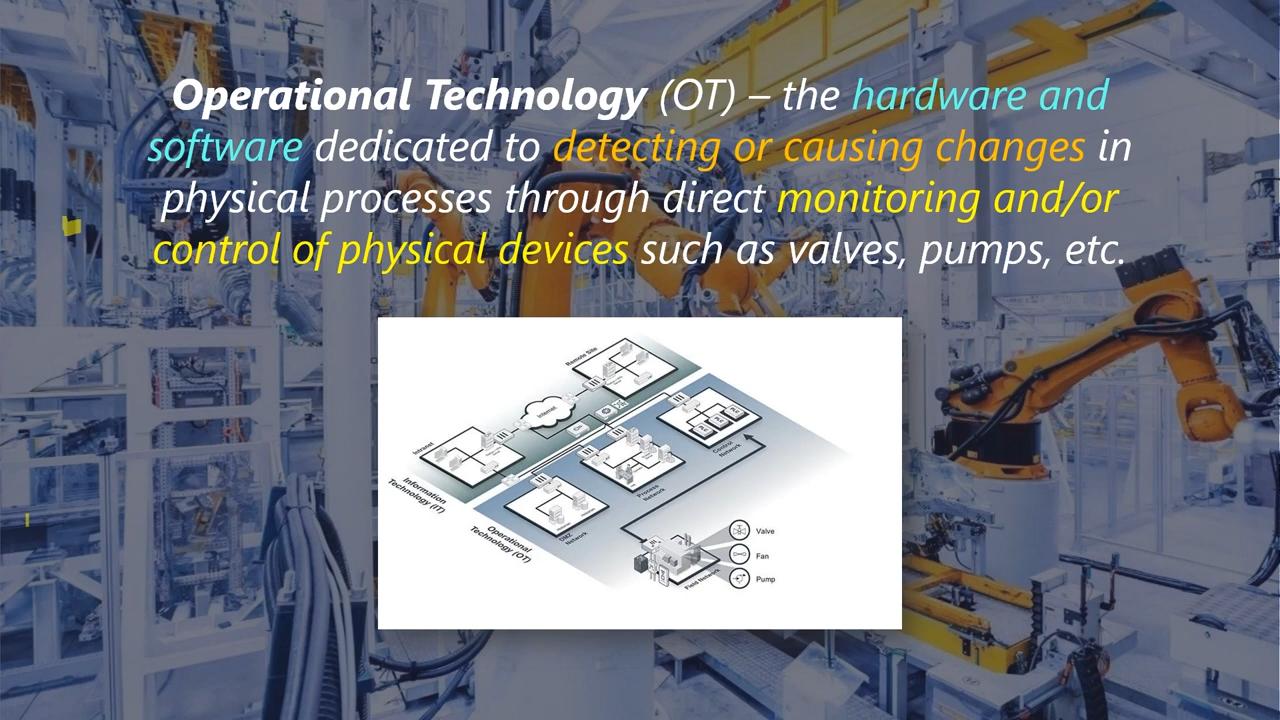 Operational Technology (OT) – the hardware and
software dedicated to detecting or causing changes in
physical processes through direct monitoring and/or
control of physical devices such as valves, pumps, etc.
Remote Site
Internet
Intranet
Information
Technology (IT)
Control
Network
Process
Network
DMZ
Network
Operational
Technology (OT)
Field Network
Valve
Fan
Pump